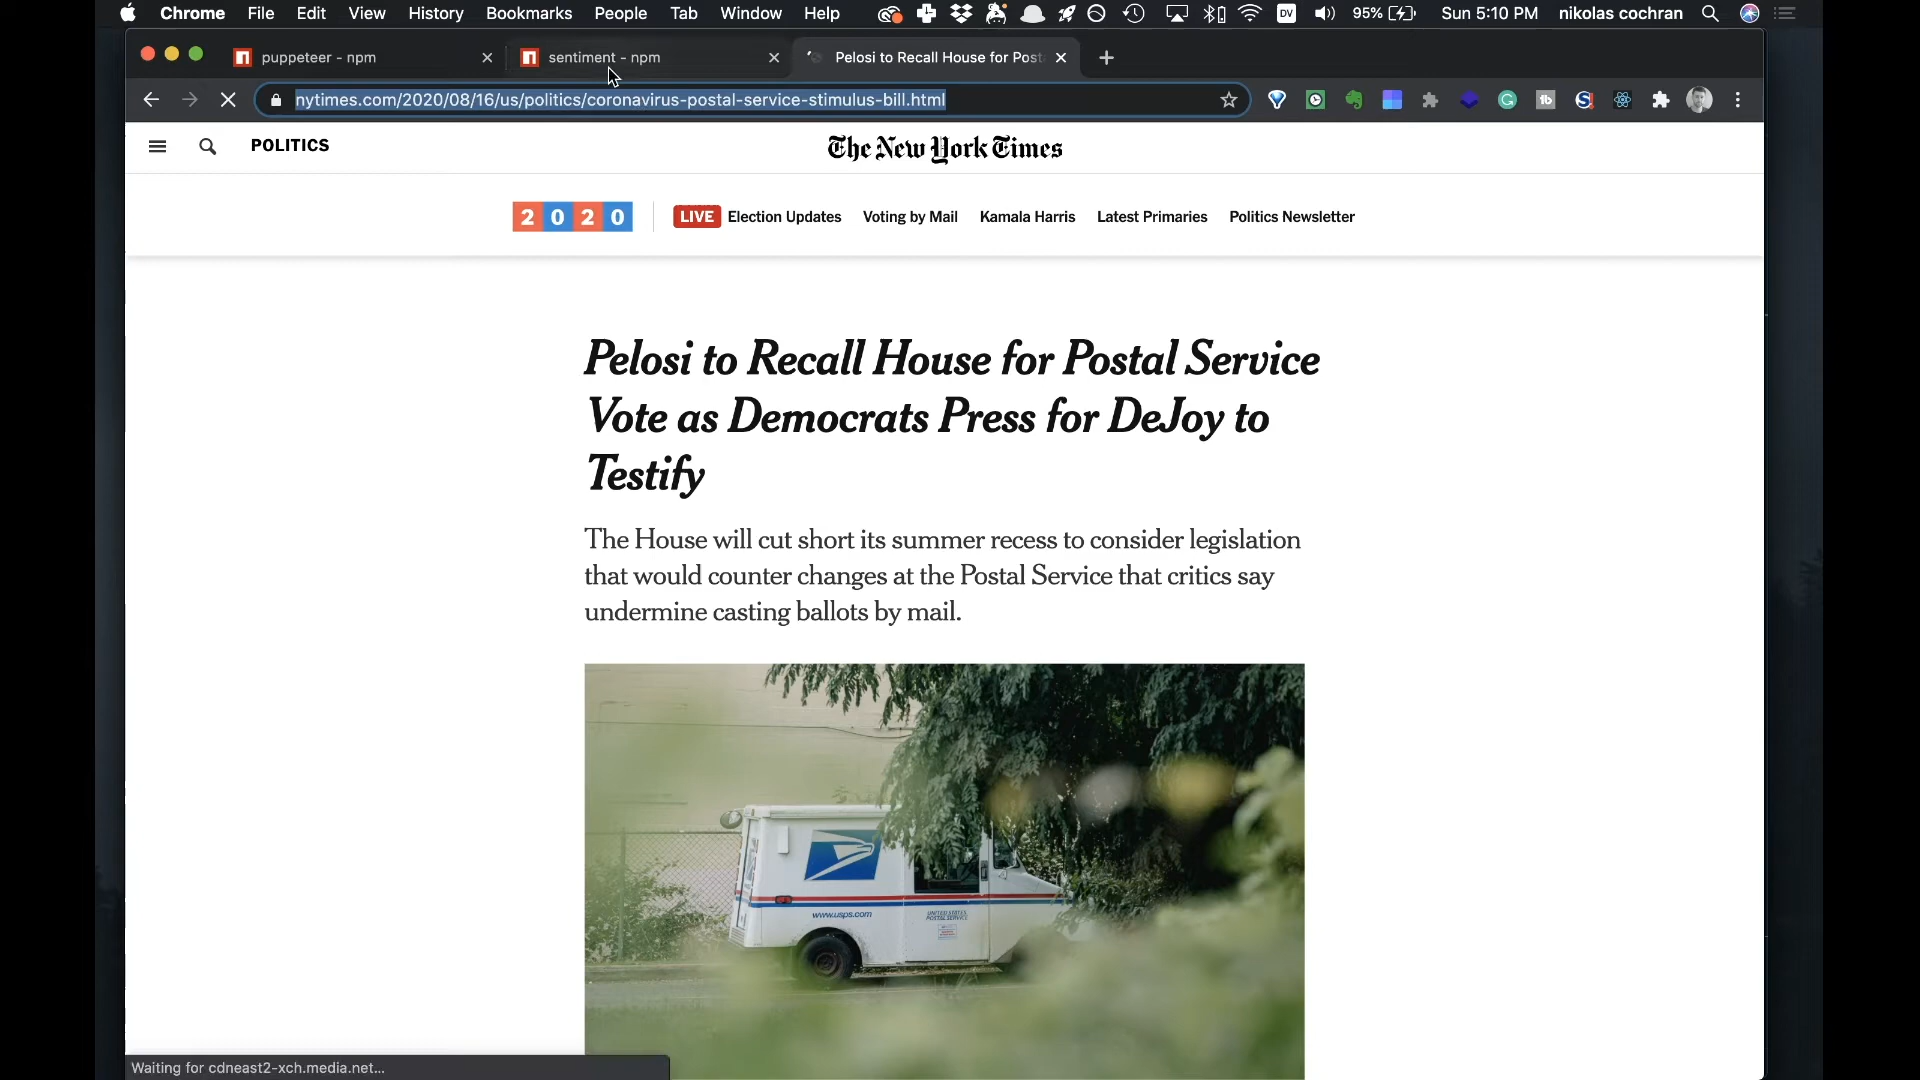 Chrome File Edit View History Bookmarks People Tab Window Help DV 95% Sun 5:10 PM nikolas cochran
puppeteer - npm sentiment - npm Pelosi to Recall House for Post
nytimes.com/2020/08/16/us/politics/coronavirus-postal-service-stimulus-bill.html
POLITICS The New York Times
2020 LIVE Election Updates Voting by Mail Kamala Harris Latest Primaries Politics Newsletter
Pelosi to Recall House for Postal Service
Vote as Democrats Press for DeJoy to
Testify
The House will cut short its summer recess to consider legislation
that would counter changes at the Postal Service that critics say
undermine casting ballots by mail.
www.usps.com UNITED STATES
POSTAL SERVICE
Waiting for cdneast2-xch.media.net...